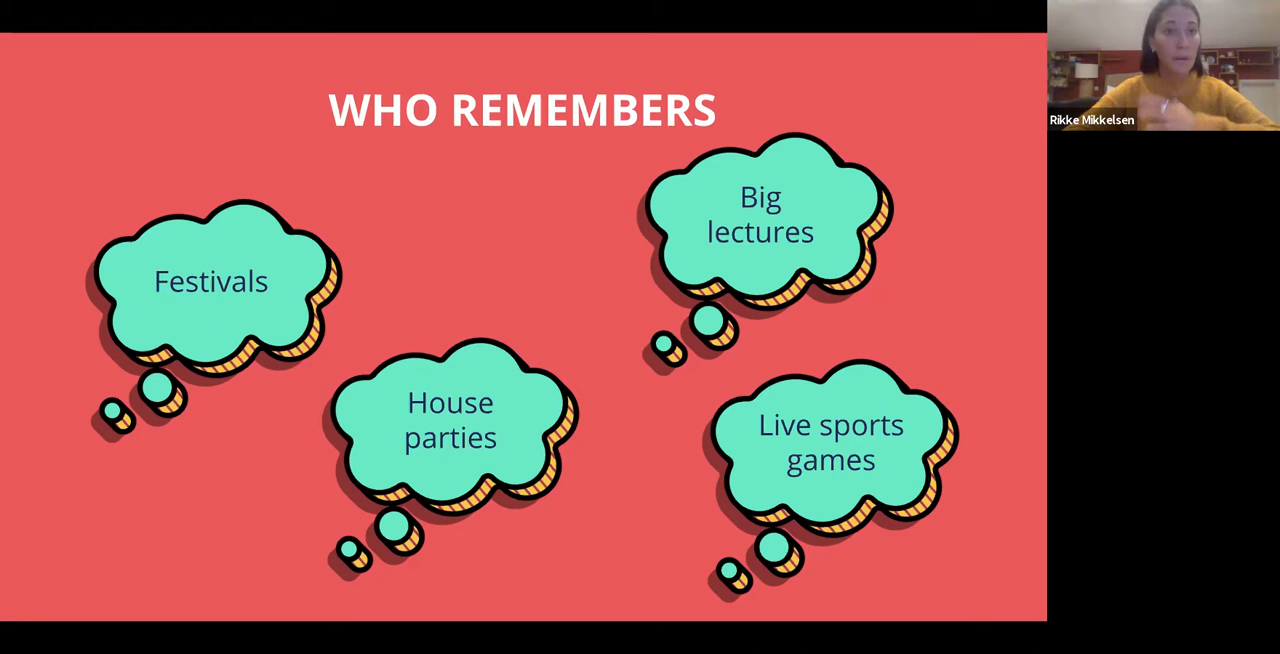 WHO REMEMBERS
Big
lectures
Festivals
House
parties
Live sports
games
Rikke Mikkelsen